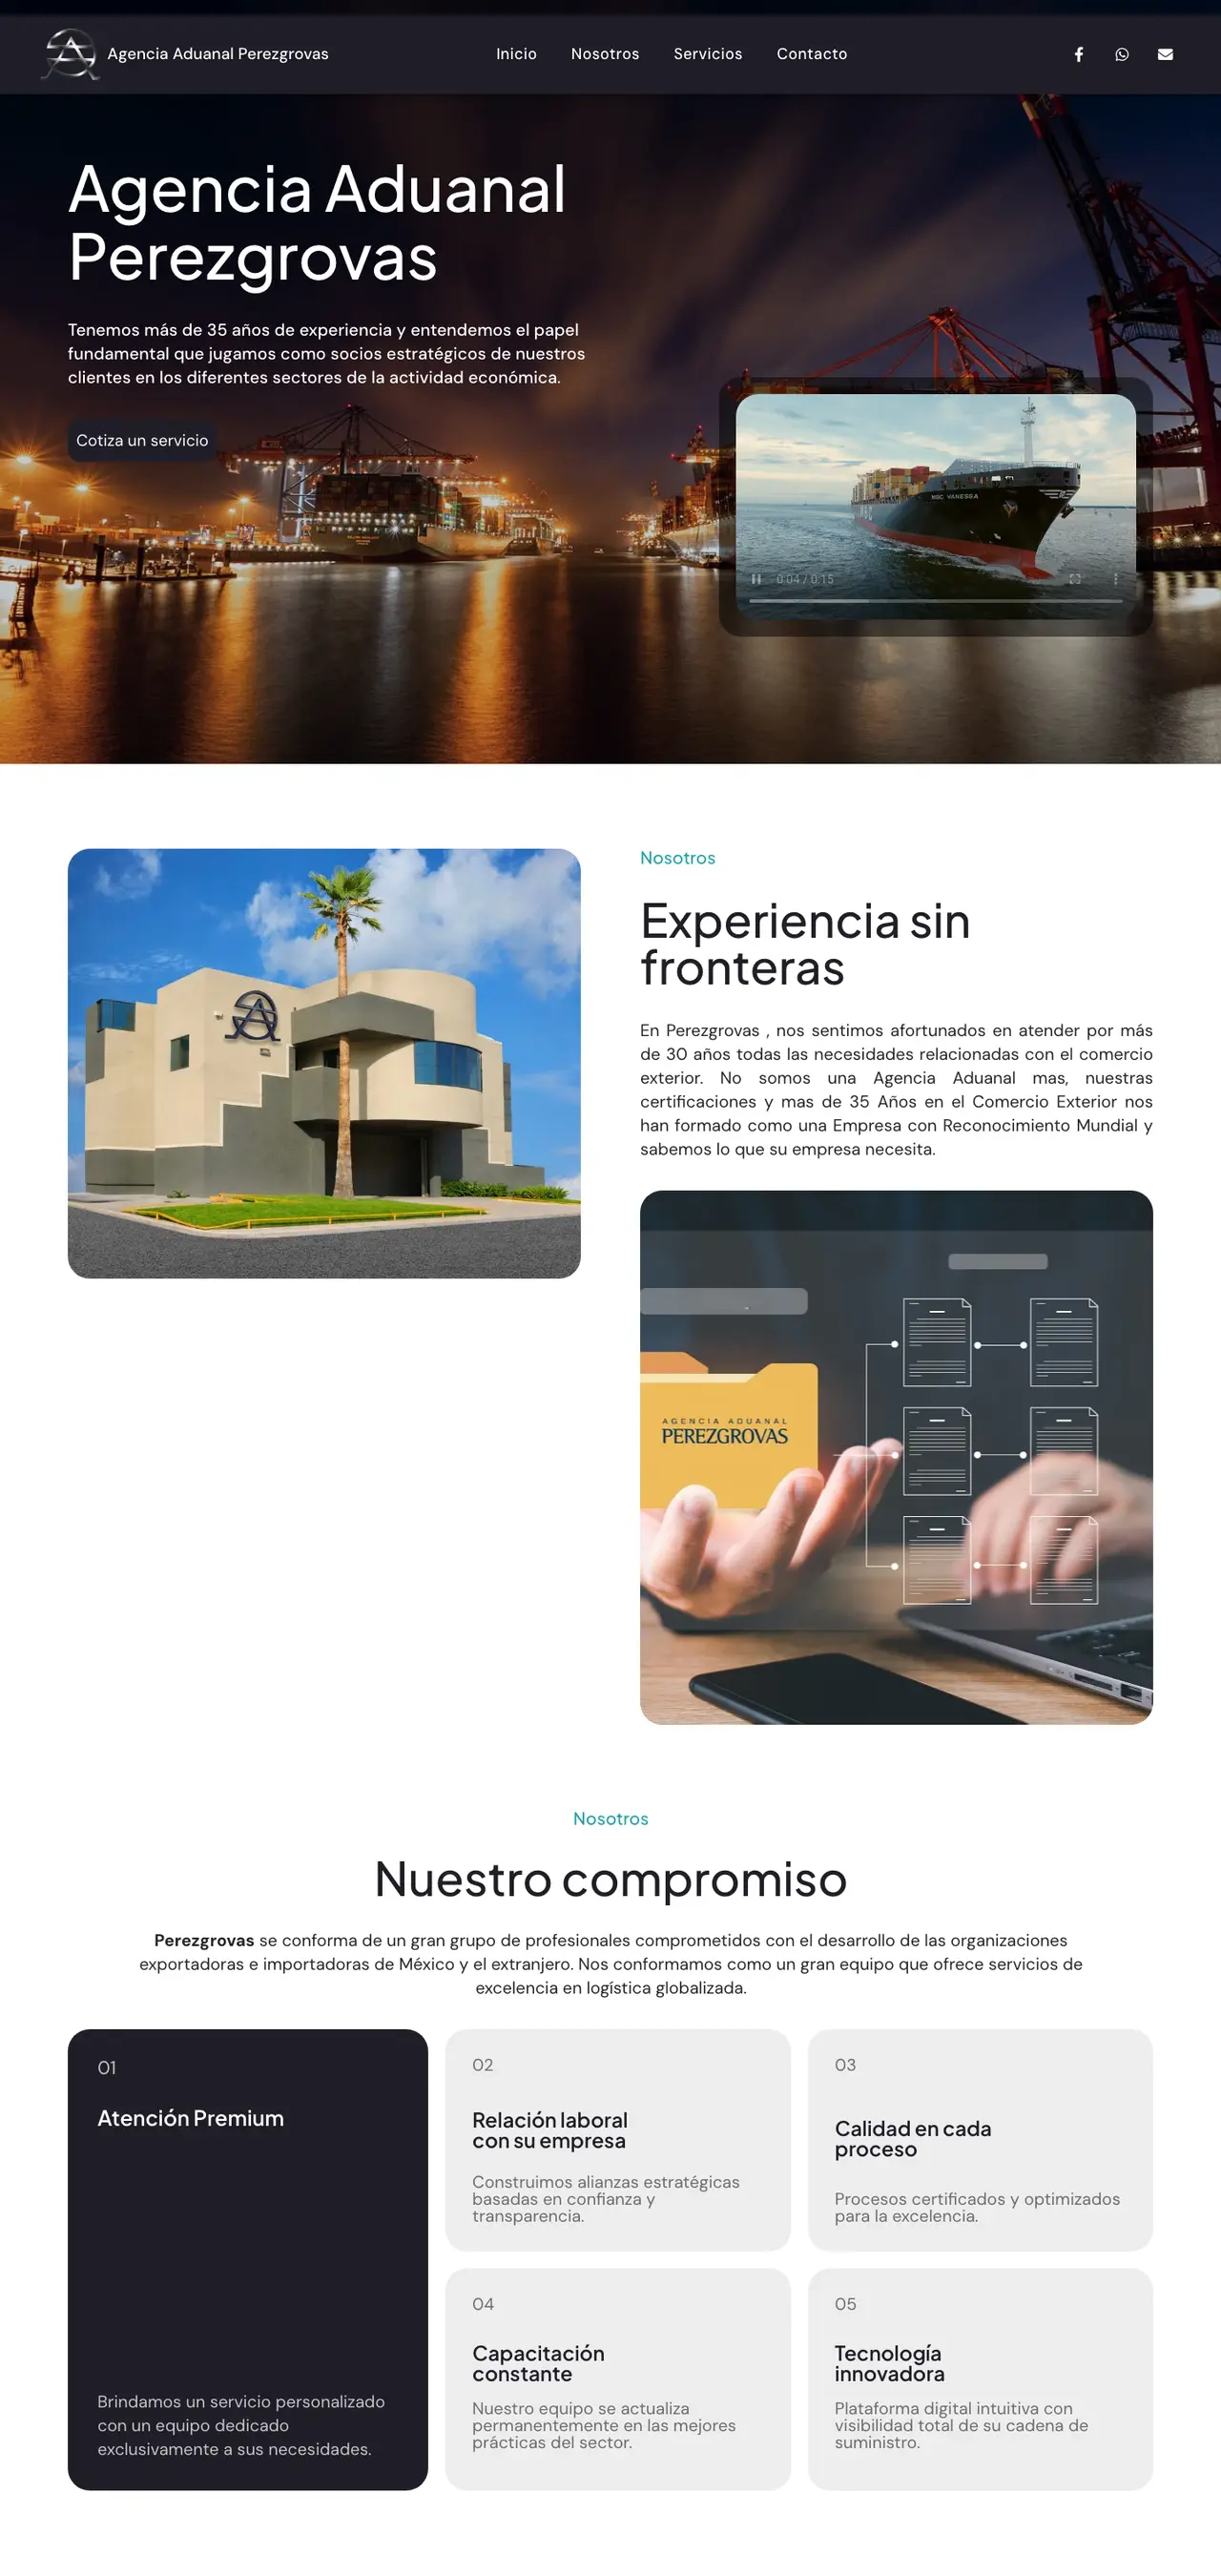 Agencia Aduanal Perezgrovas
Inicio
Nosotros
Servicios
Contacto
Agencia Aduanal
Perezgrovas
Tenemos más de 35 años de experiencia y entendemos el papel
fundamental que jugamos como socios estratégicos de nuestros
clientes en los diferentes sectores de la actividad económica.
Cotiza un servicio
MSC VANESSA
0:04 / 0:15
Nosotros
Experiencia sin
fronteras
En Perezgrovas , nos sentimos afortunados en atender por más
de 30 años todas las necesidades relacionadas con el comercio
exterior. No somos una Agencia Aduanal mas, nuestras
certificaciones y mas de 35 Años en el Comercio Exterior nos
han formado como una Empresa con Reconocimiento Mundial y
sabemos lo que su empresa necesita.
AGENCIA ADUANAL
PEREZGROVAS
Nosotros
Nuestro compromiso
Perezgrovas se conforma de un gran grupo de profesionales comprometidos con el desarrollo de las organizaciones
exportadoras e importadoras de México y el extranjero. Nos conformamos como un gran equipo que ofrece servicios de
excelencia en logística globalizada.
01
Atención Premium
Brindamos un servicio personalizado
con un equipo dedicado
exclusivamente a sus necesidades.
02
Relación laboral
con su empresa
Construimos alianzas estratégicas
basadas en confianza y
transparencia.
03
Calidad en cada
proceso
Procesos certificados y optimizados
para la excelencia.
04
Capacitación
constante
Nuestro equipo se actualiza
permanentemente en las mejores
prácticas del sector.
05
Tecnología
innovadora
Plataforma digital intuitiva con
visibilidad total de su cadena de
suministro.